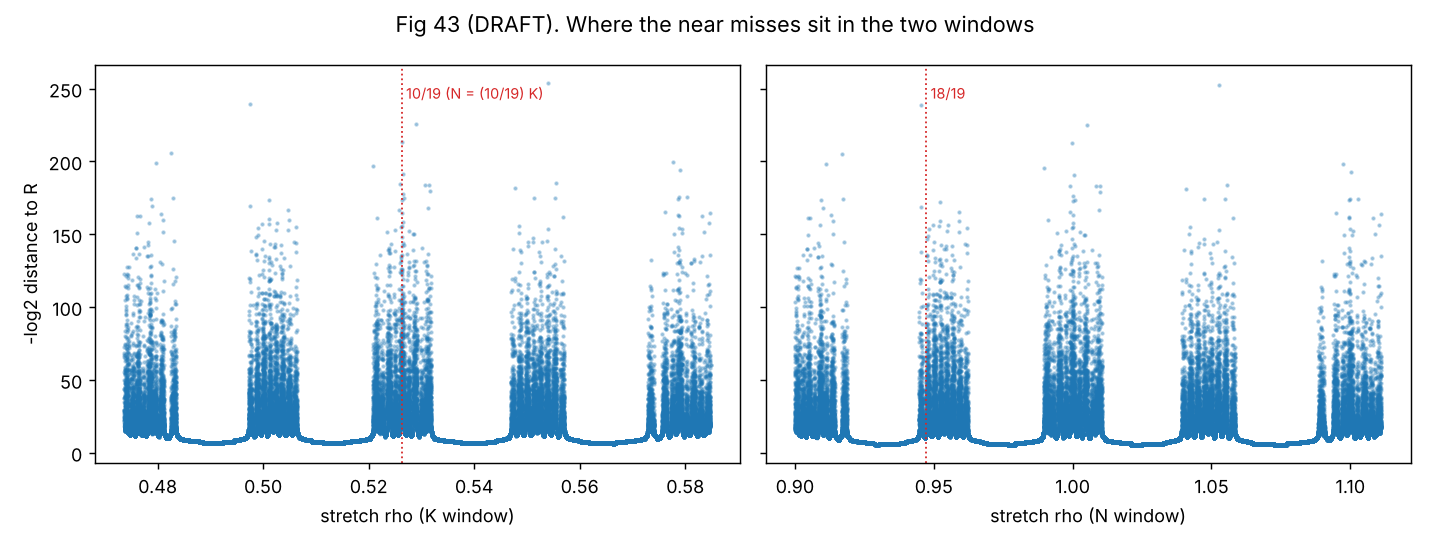 Fig 43 (DRAFT). Where the near misses sit in the two windows
-log2 distance to R
250
200
150
100
50
0
10/19 (N = (10/19) K)
18/19
0.48 0.50 0.52 0.54 0.56 0.58
0.90 0.95 1.00 1.05 1.10
stretch rho (K window)
stretch rho (N window)